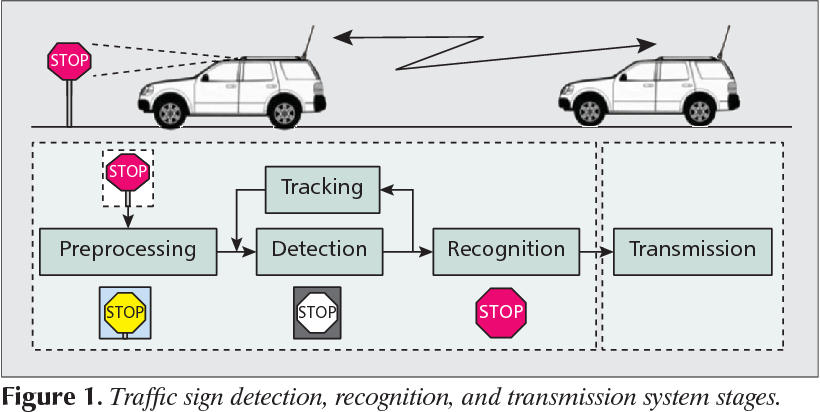 STOP
STOP
Tracking
Preprocessing
Detection
Recognition
Transmission
STOP
STOP
STOP
Figure 1. Traffic sign detection, recognition, and transmission system stages.